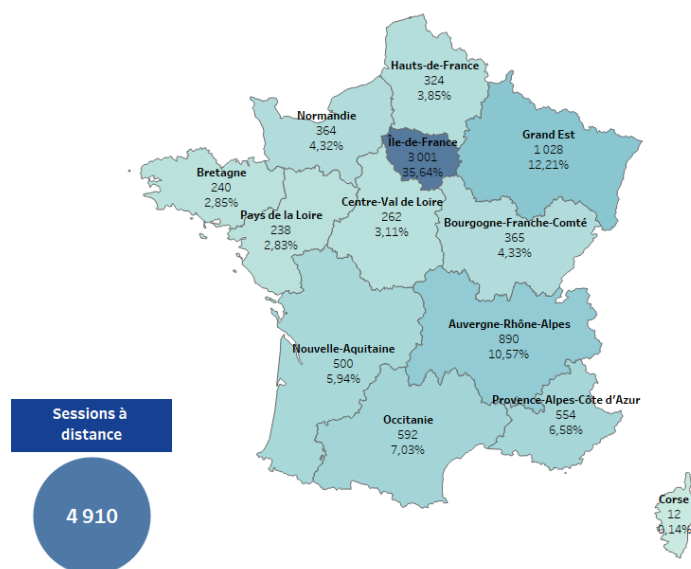 Hauts-de-France
324
3,85%
Normandie
364
4,32%
Île-de-France
3 001
35,64%
Grand Est
1 028
12,21%
Bretagne
240
2,85%
Pays de la Loire
238
2,83%
Centre-Val de Loire
262
3,11%
Bourgogne-Franche-Comté
365
4,33%
Auvergne-Rhône-Alpes
890
10,57%
Nouvelle-Aquitaine
500
5,94%
Provence-Alpes-Côte d'Azur
554
6,58%
Occitanie
592
7,03%
Sessions à
distance
4 910
Corse
12
0,14%